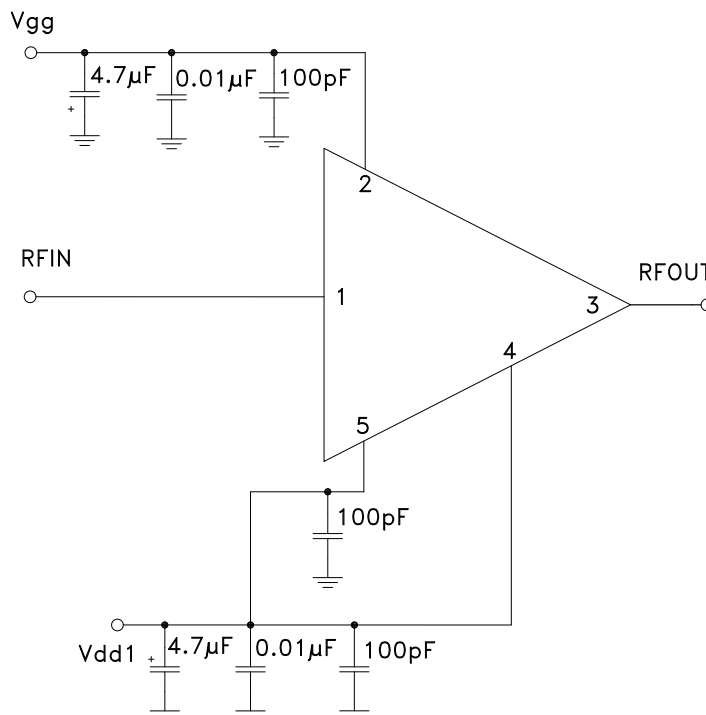 Vgg
4.7µF 0.01µF 100pF
+
2
RFIN
RFOUT
1
3
4
5
100pF
Vdd1
+
4.7µF 0.01µF 100pF